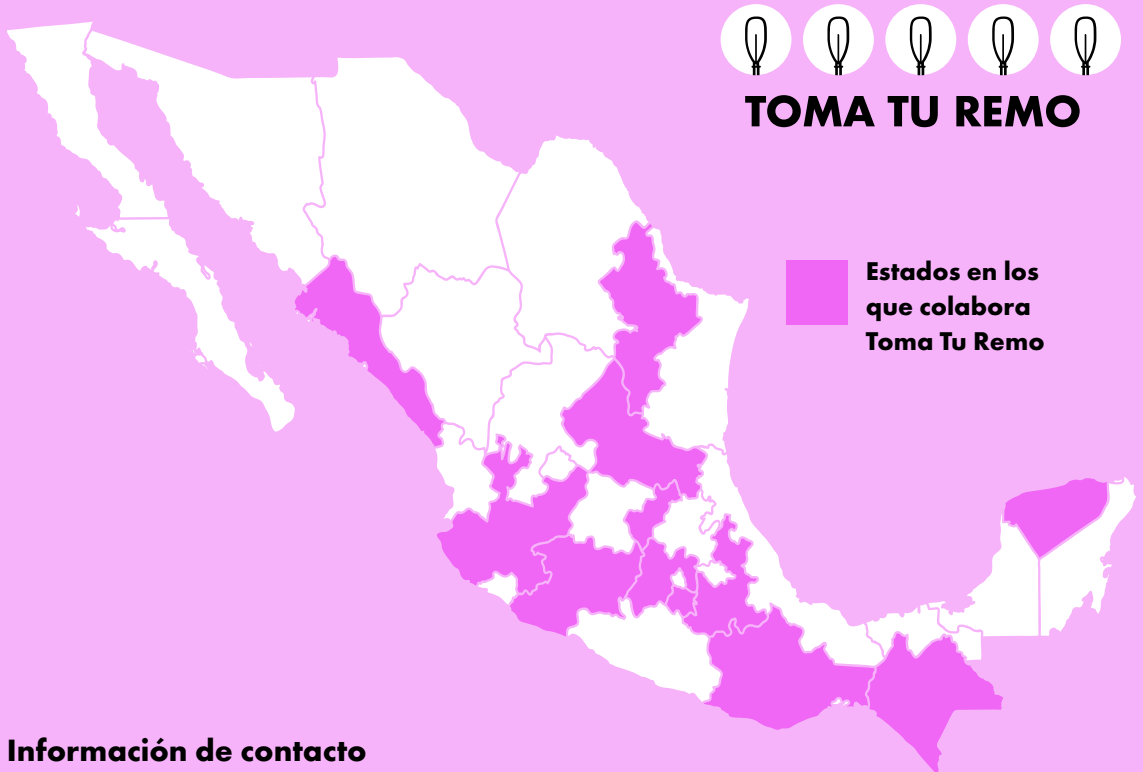 TOMA TU REMO
Estados en los
que colabora
Toma Tu Remo
Información de contacto